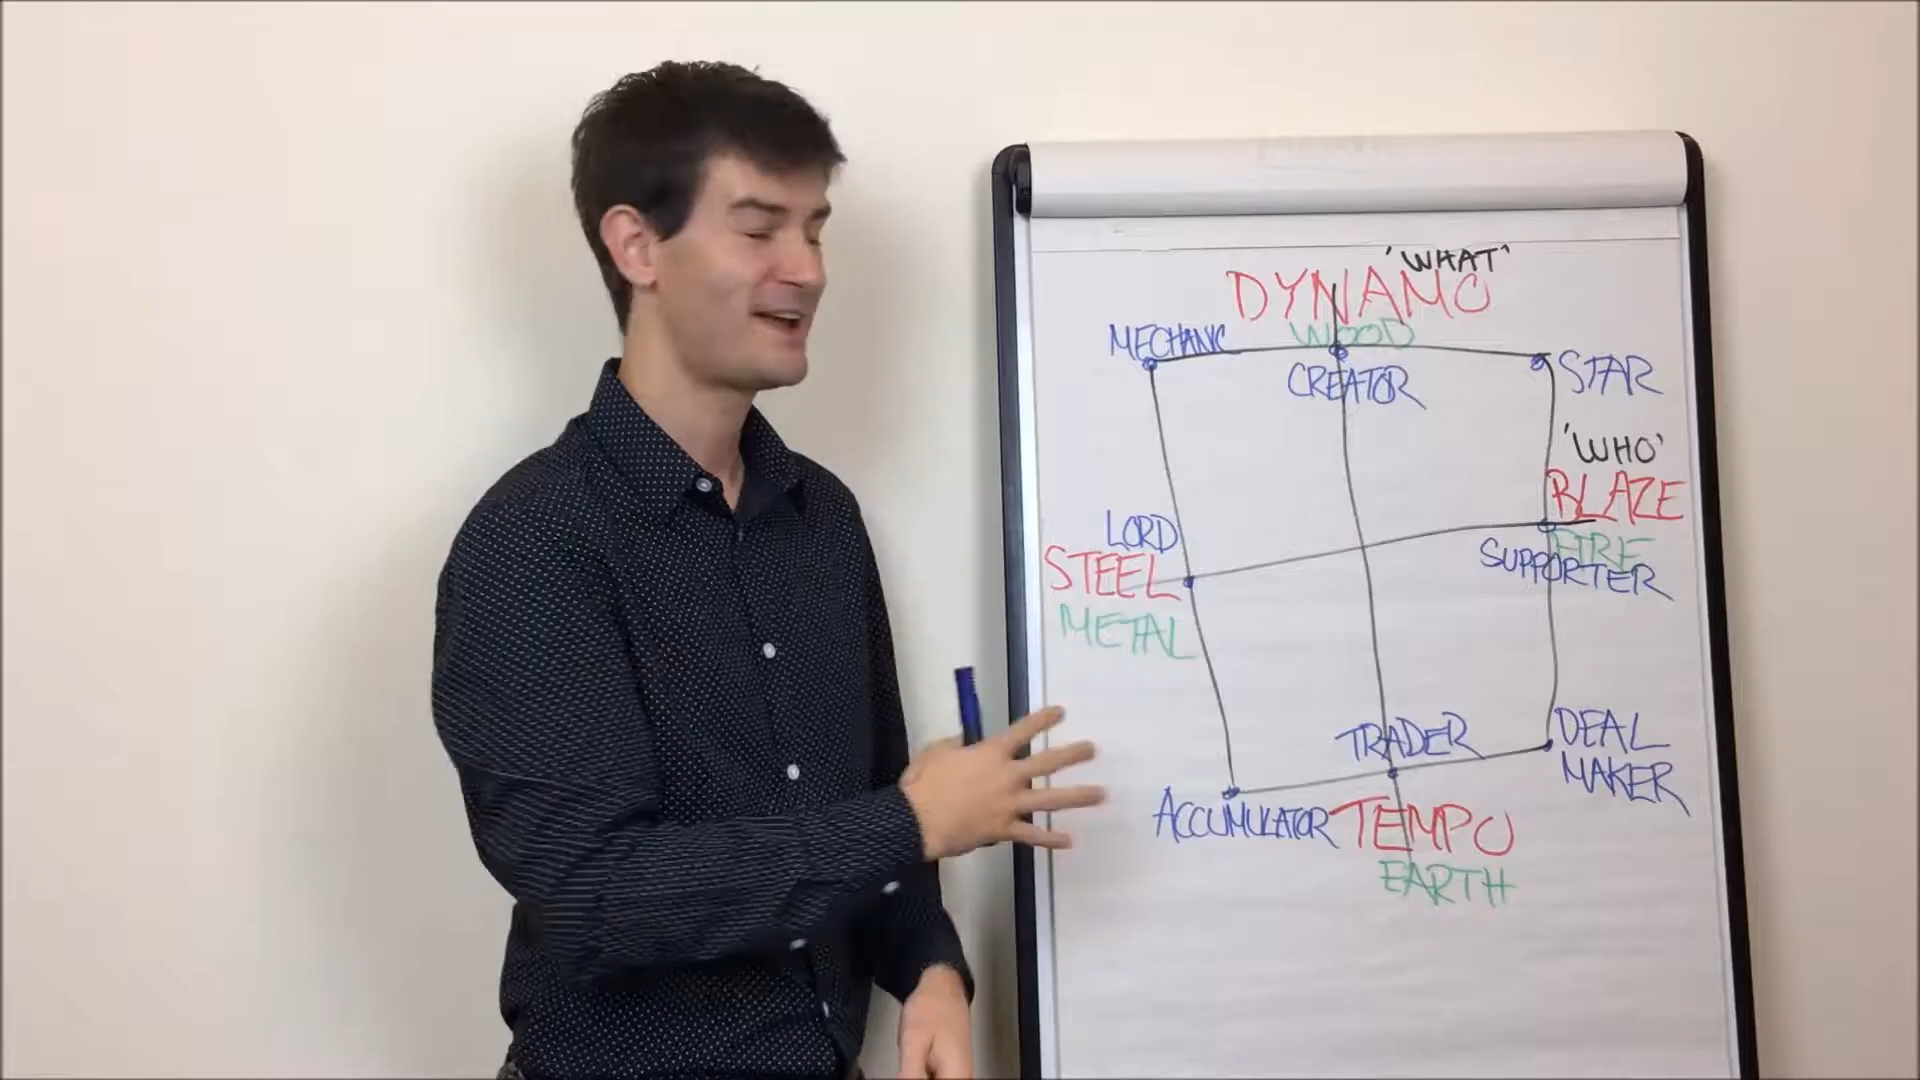 'WHAT'
DYNAMO
WOOD
MECHANIC
CREATOR
STAR
'WHO'
BLAZE
FIRE
SUPPORTER
LORD
STEEL
METAL
TRADER
DEAL
MAKER
ACCUMULATOR
TEMPO
EARTH